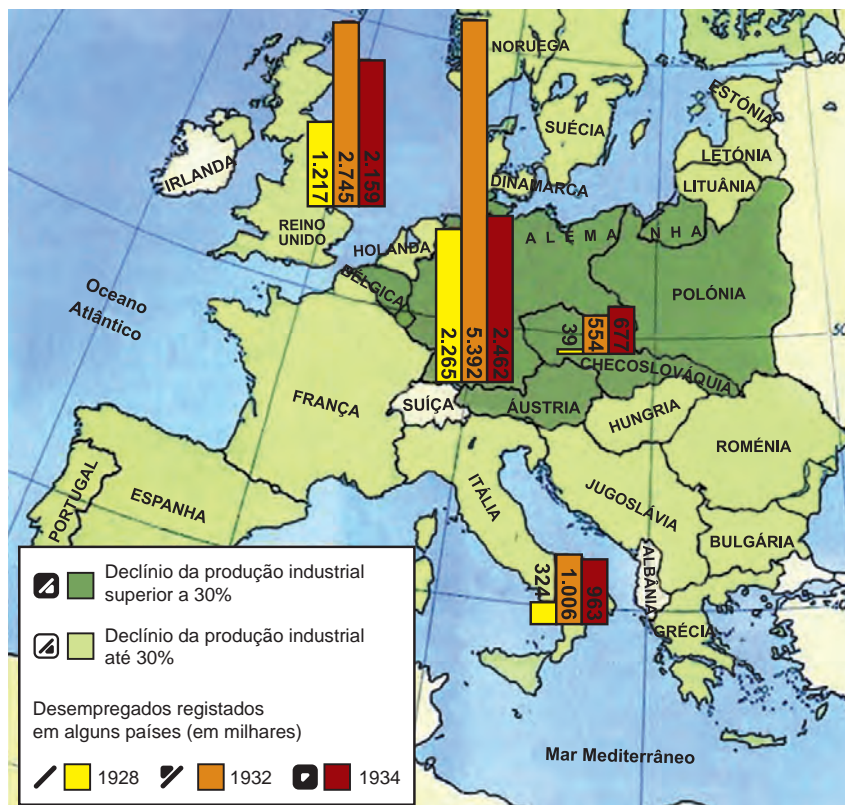 NORUEGA
ESTÓNIA
SUÉCIA
LETÓNIA
IRLANDA
1.217
2.745
2.159
DINAMARCA
LITUÂNIA
REINO
UNIDO
HOLANDA
ALEMANHA
BÉLGICA
POLÓNIA
Oceano
Atlântico
2.265
5.392
2.462
39
554
677
CHECOSLOVÁQUIA
FRANÇA
SUÍÇA
ÁUSTRIA
HUNGRIA
ROMÉNIA
PORTUGAL
ESPANHA
ITÁLIA
JUGOSLÁVIA
BULGÁRIA
ALBÂNIA
324
1.006
963
GRÉCIA
Declínio da produção industrial
superior a 30%
Declínio da produção industrial
até 30%
Desempregados registados
em alguns países (em milhares)
1928
1932
1934
Mar Mediterrâneo